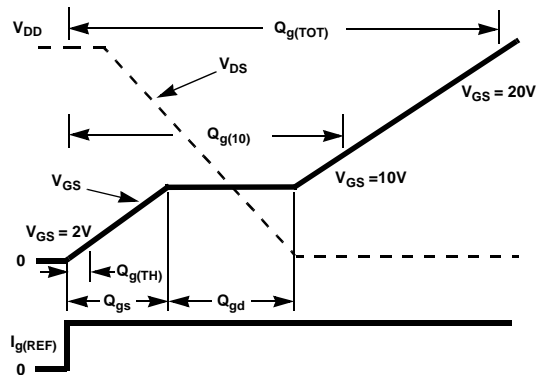 V_DD
Q_g(TOT)
V_DS
V_GS = 20V
Q_g(10)
V_GS
V_GS =10V
V_GS = 2V
0
Q_g(TH)
Q_gs
Q_gd
I_g(REF)
0